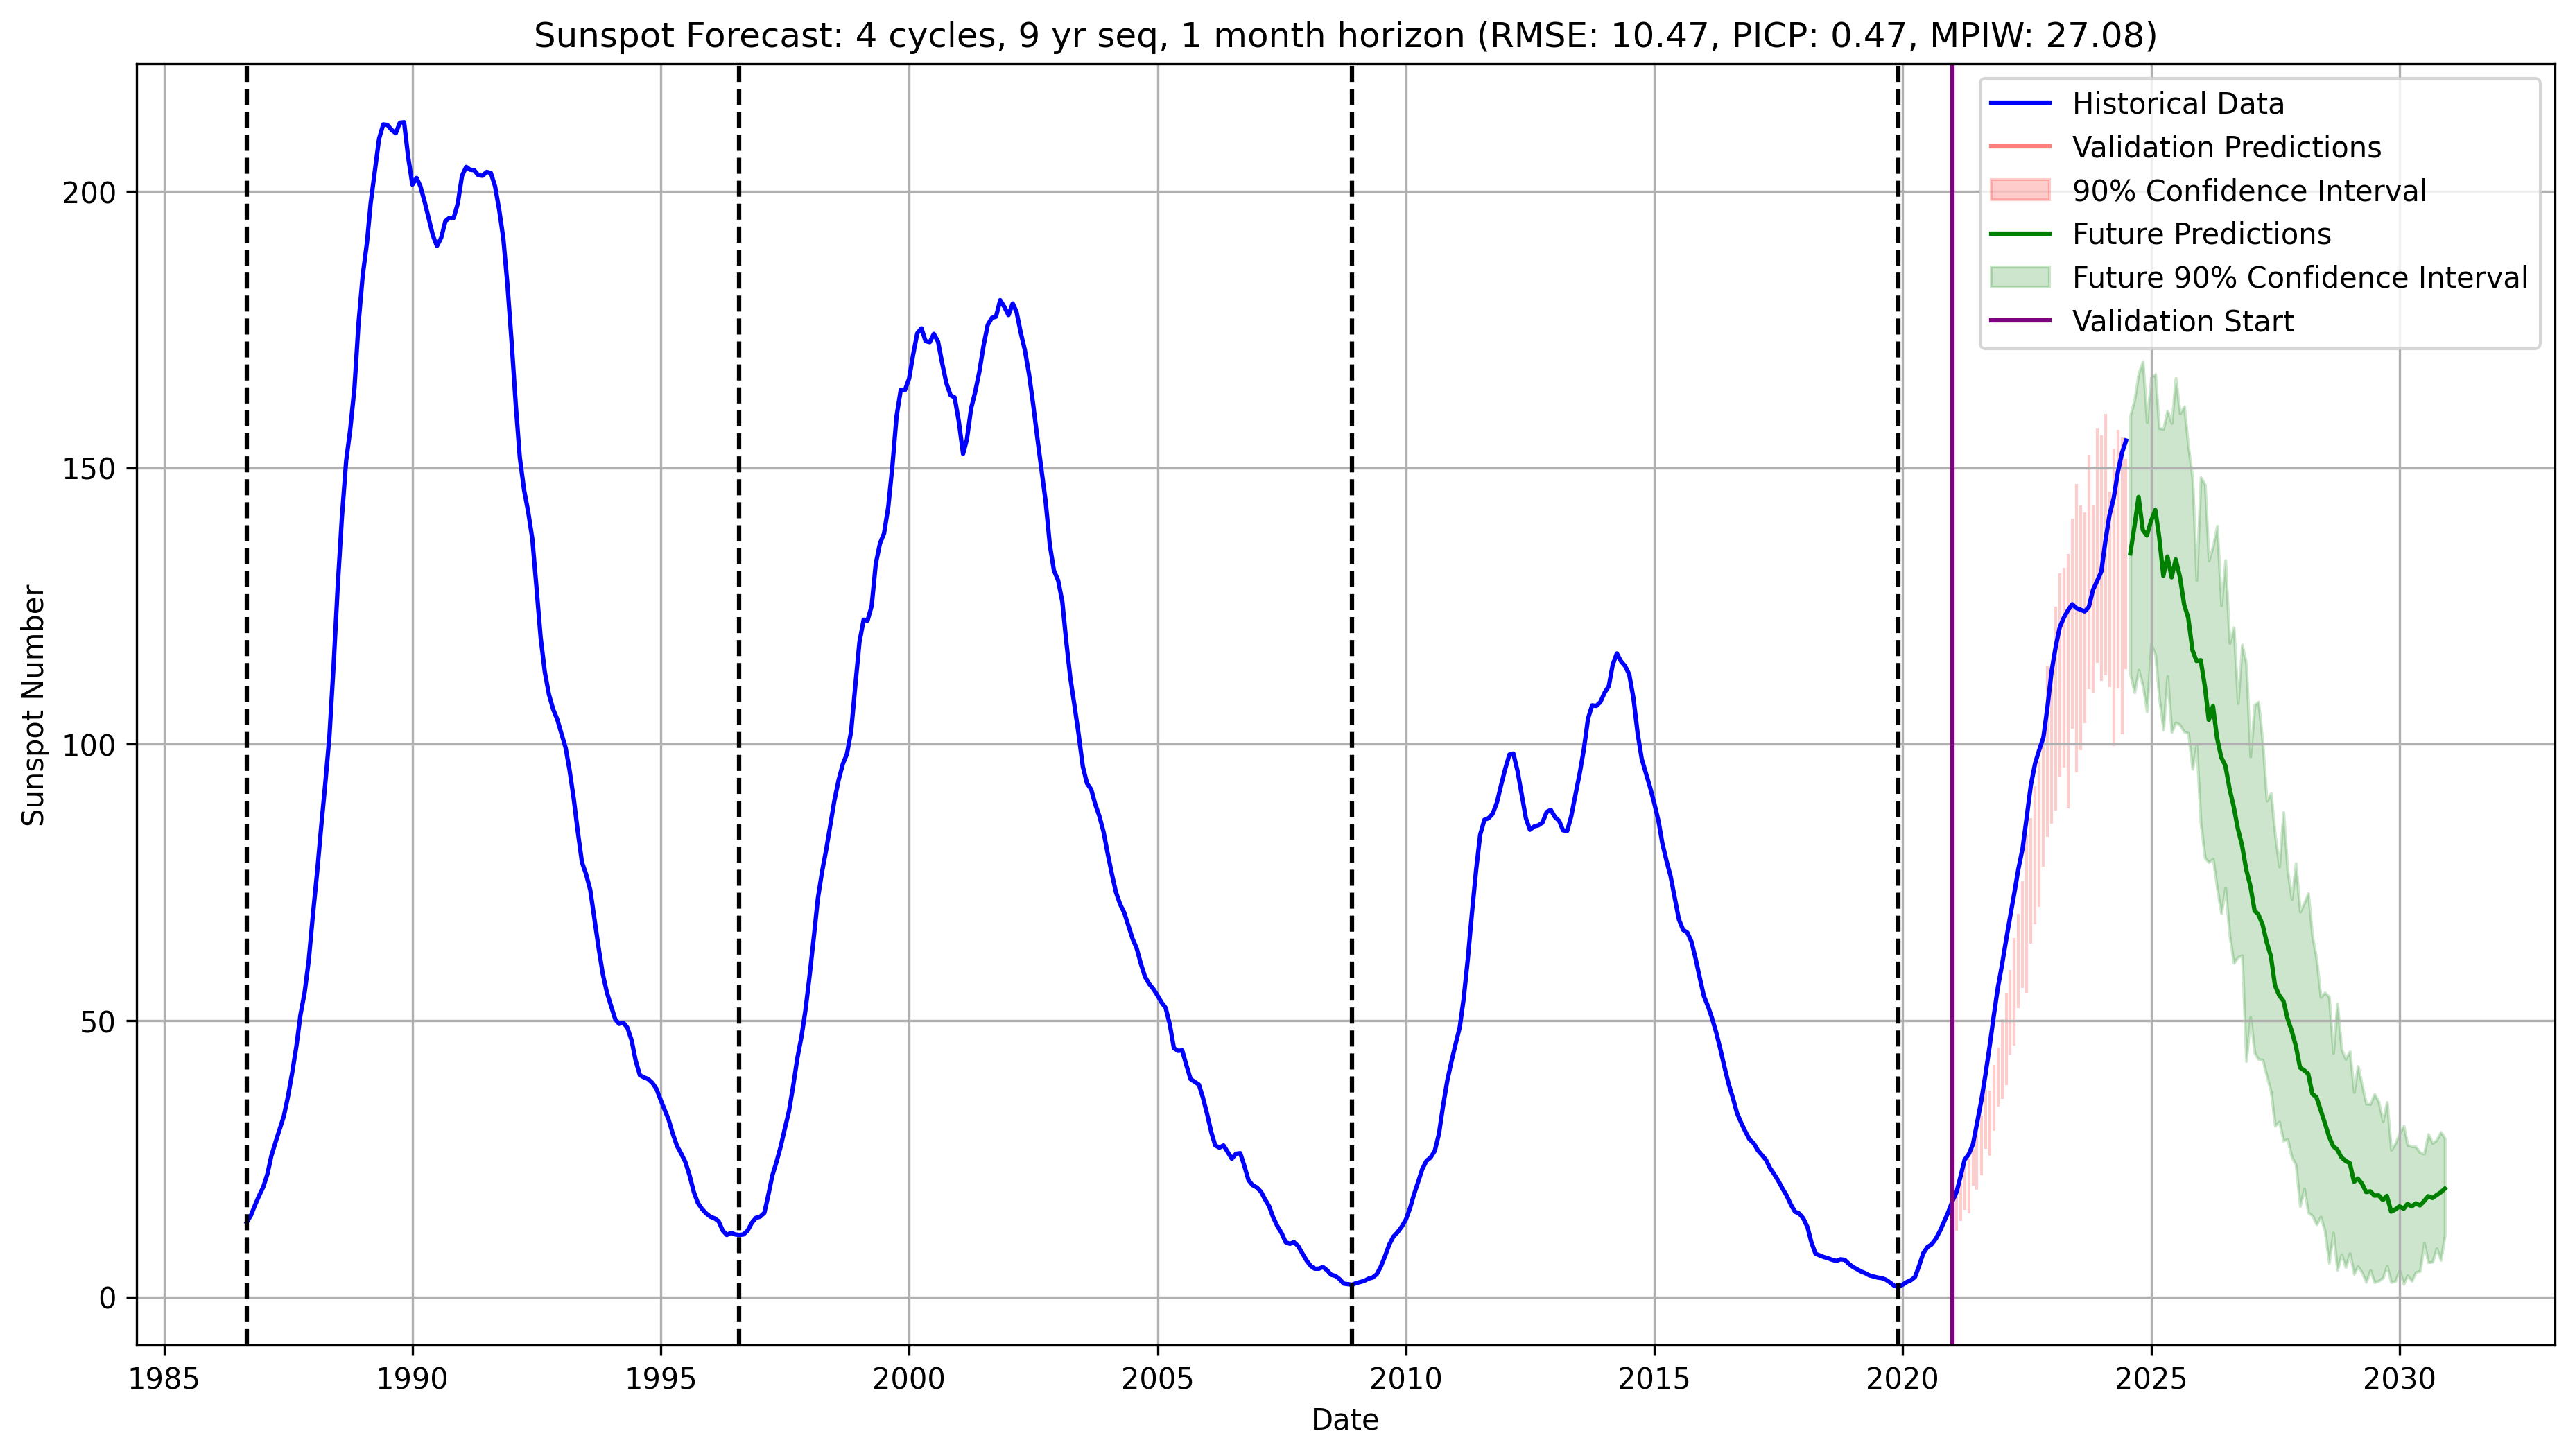 Sunspot Forecast: 4 cycles, 9 yr seq, 1 month horizon (RMSE: 10.47, PICP: 0.47, MPIW: 27.08)
Historical Data
Validation Predictions
90% Confidence Interval
Future Predictions
Future 90% Confidence Interval
Validation Start
Sunspot Number
200
150
100
50
0
1985 1990 1995 2000 2005 2010 2015 2020 2025 2030
Date